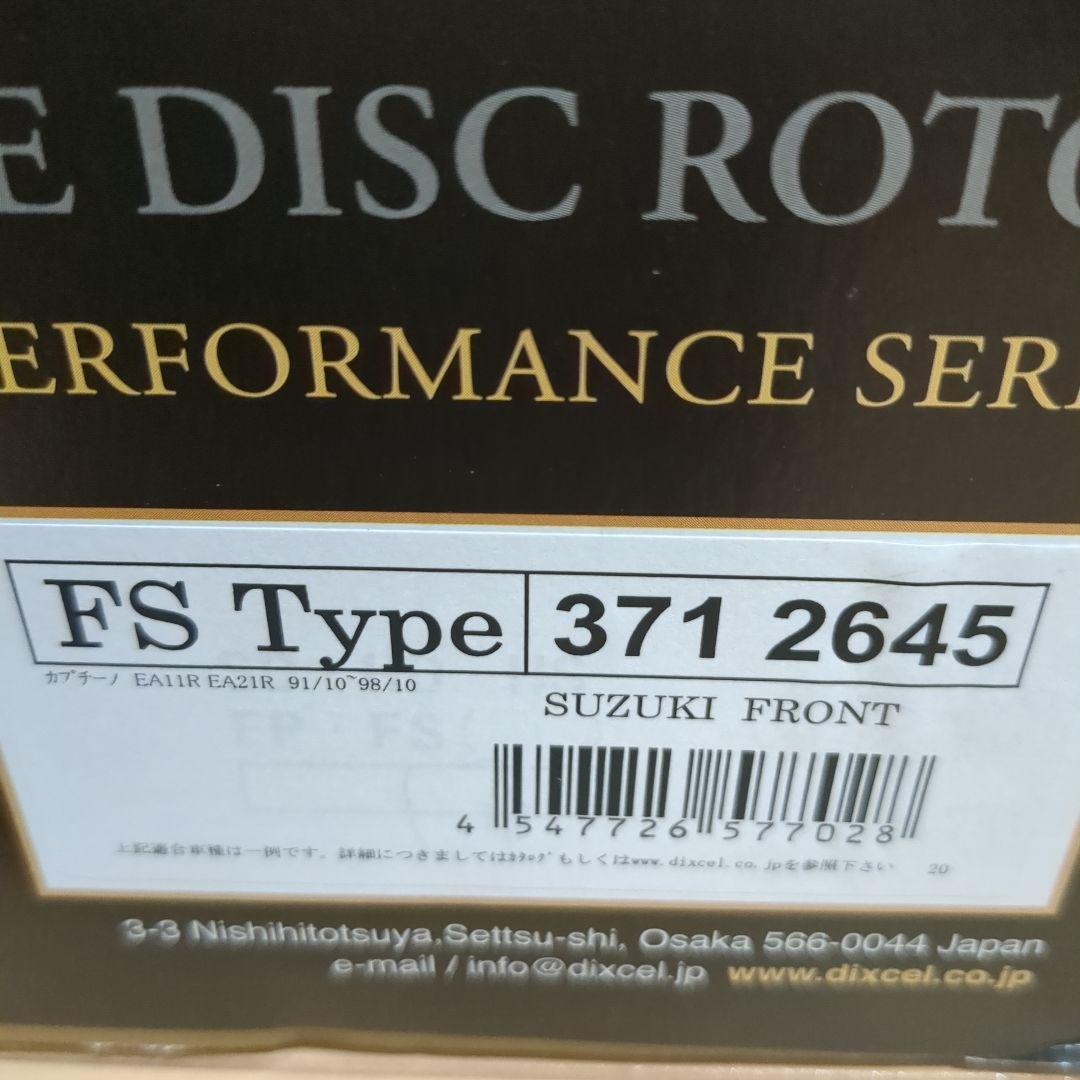 E DISC ROTO
ERFORMANCE SERI
FS Type 371 2645
カプチーノ EA11R EA21R 91/10~98/10
SUZUKI FRONT
4 547726 577028
上記適合車種は一例です。詳細につきましてはｶﾀﾛｸﾞもしくはwww.dixcel.co.jpを参照下さい 20
3-3 Nishihitotsuya,Settsu-shi, Osaka 566-0044 Japan
e-mail / info@dixcel.jp www.dixcel.co.jp